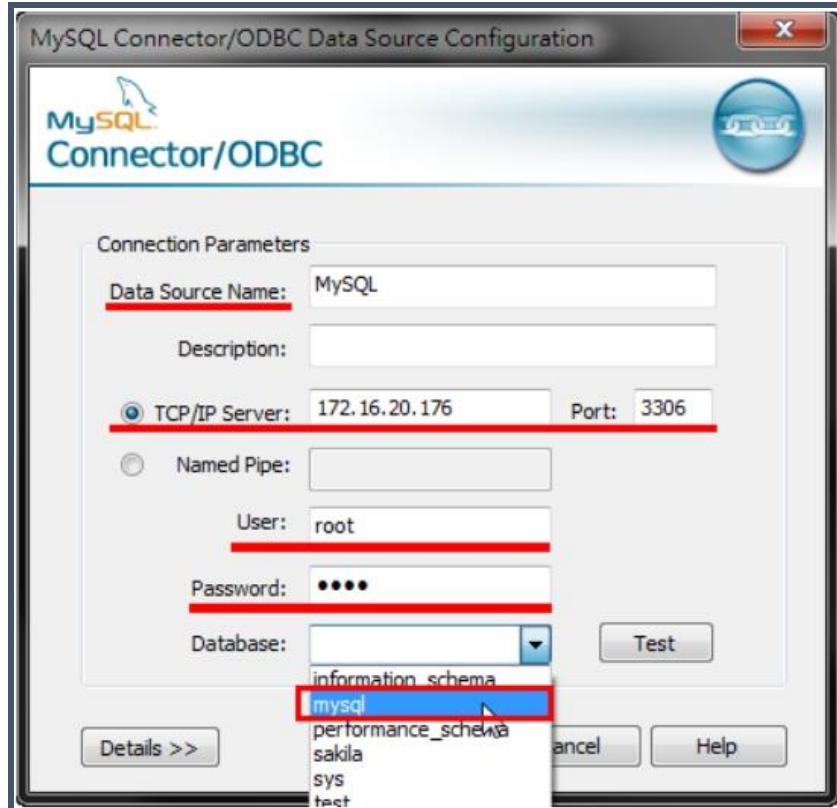 MySQL Connector/ODBC Data Source Configuration
MySQL
Connector/ODBC
Connection Parameters
Data Source Name: MySQL
Description:
TCP/IP Server: 172.16.20.176 Port: 3306
Named Pipe:
User: root
Password: ••••
Database: Test
information_schema
mysql
performance_schema
Details >> ancel Help
sakila
sys
test